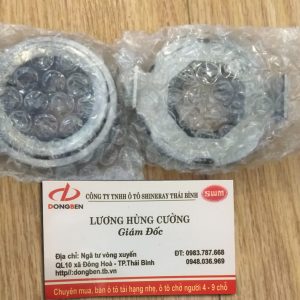 CÔNG TY TNHH Ô TÔ SHINERAY THÁI BÌNH
SWM
DONGBEN
LƯƠNG HÙNG CƯỜNG
Giám Đốc
Địa chỉ: Ngã tư vòng xuyến
ĐT: 0983.787.668
QL10 xã Đông Hoà - TP.Thái Bình
0948.036.969
http://:dongben.tb.vn
Chuyên mua, bán ô tô tải hạng nhẹ, ô tô chở người 4 - 9 chỗ